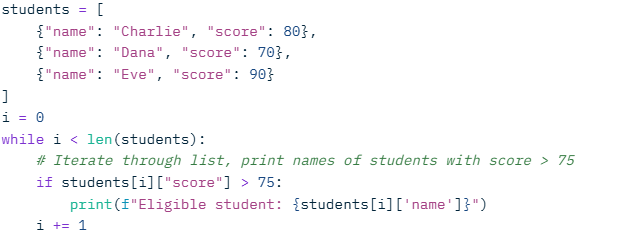 students = [
    {"name": "Charlie", "score": 80},
    {"name": "Dana", "score": 70},
    {"name": "Eve", "score": 90}
]
i = 0
while i < len(students):
    # Iterate through list, print names of students with score > 75
    if students[i]["score"] > 75:
        print(f"Eligible student: {students[i]['name']}")
    i += 1